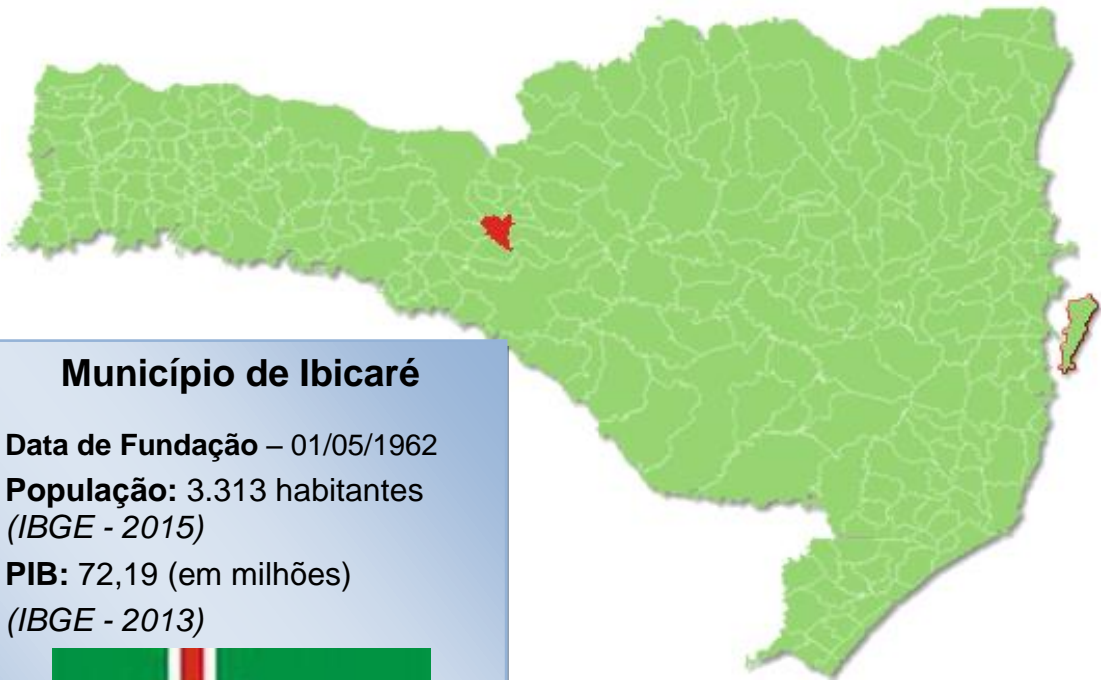 Município de Ibicaré
Data de Fundação – 01/05/1962
População: 3.313 habitantes
(IBGE - 2015)
PIB: 72,19 (em milhões)
(IBGE - 2013)